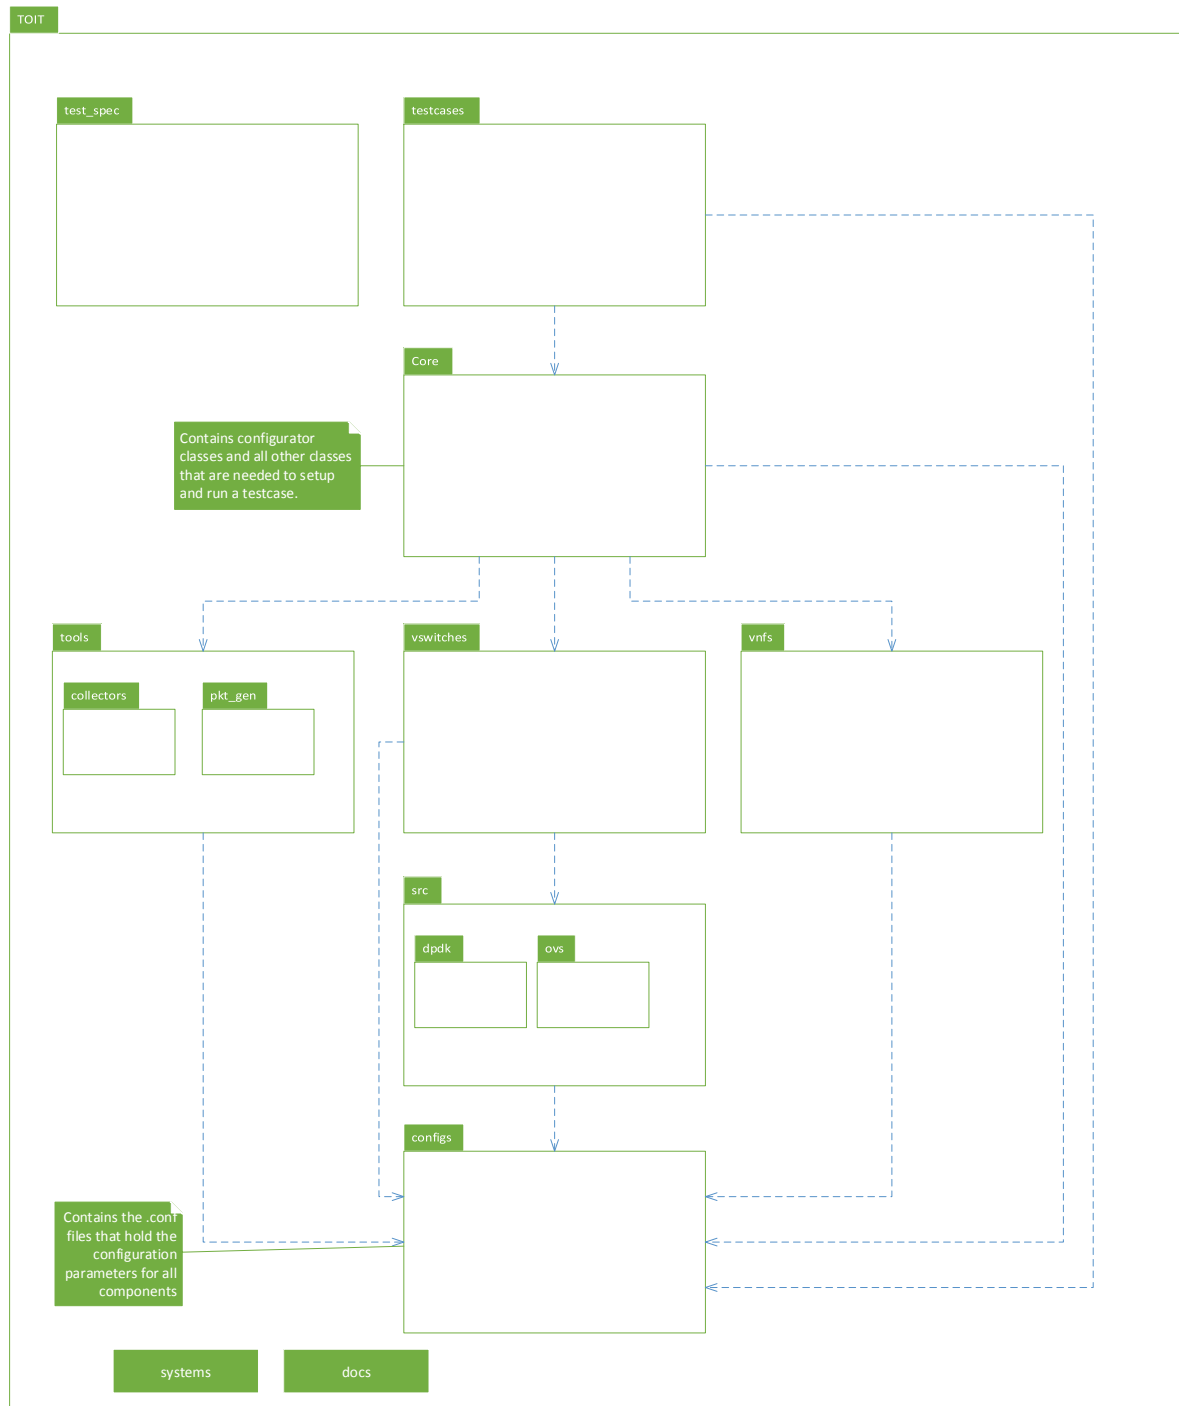 TOIT
test_spec
testcases
Core
Contains configurator
classes and all other classes
that are needed to setup
and run a testcase.
tools
vswitches
vnfs
collectors
pkt_gen
src
dpdk
ovs
configs
Contains the .conf
files that hold the
configuration
parameters for all
components
systems
docs